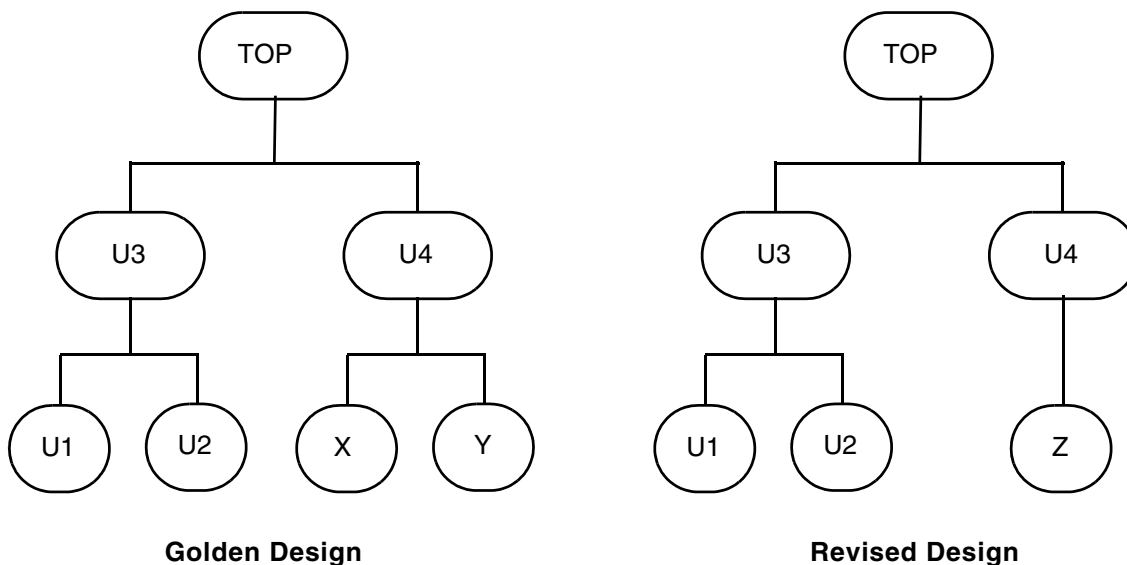 TOP TOP
U3 U4 U3 U4
U1 U2 X Y U1 U2 Z
Golden Design Revised Design